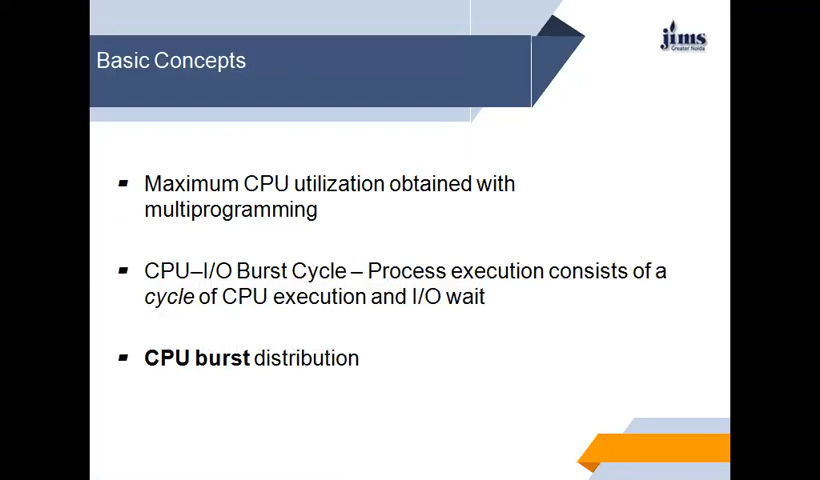 Basic Concepts
jims
Greater Noida
▪ Maximum CPU utilization obtained with
multiprogramming
▪ CPU–I/O Burst Cycle – Process execution consists of a
cycle of CPU execution and I/O wait
▪ CPU burst distribution